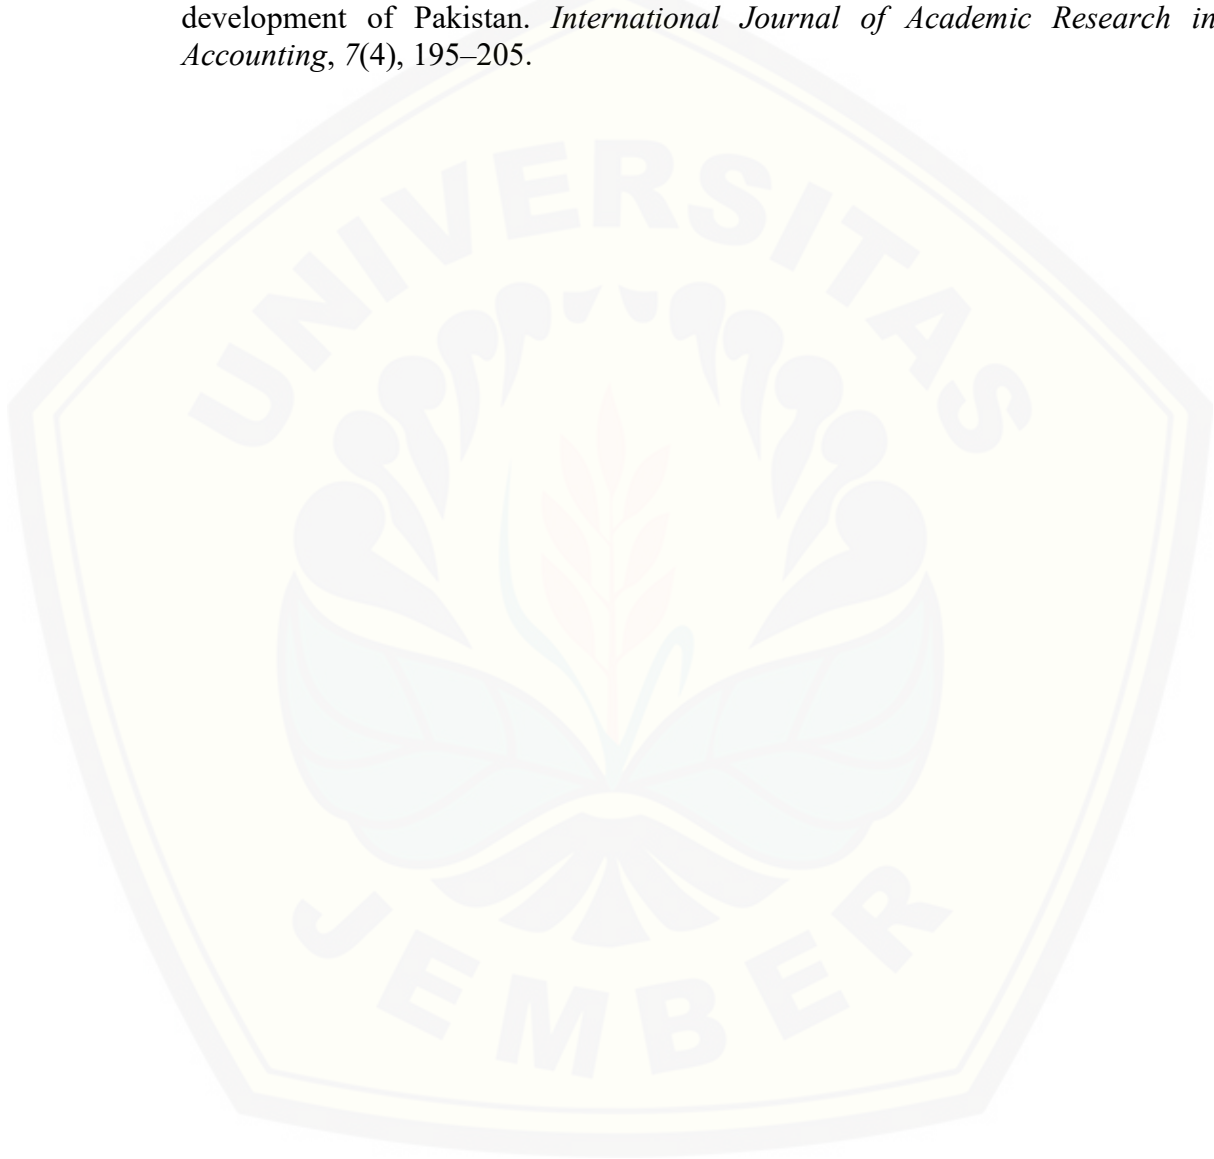 development of Pakistan. International Journal of Academic Research in
Accounting, 7(4), 195–205.
UNIVERSITAS
JEMBER